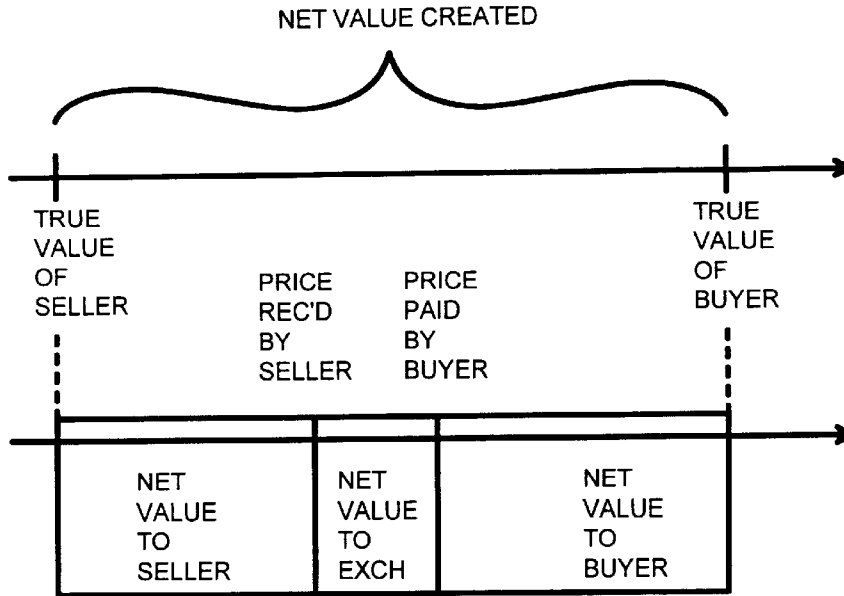 NET VALUE CREATED
TRUE
VALUE
OF
SELLER
TRUE
VALUE
OF
BUYER
PRICE
REC'D
BY
SELLER
PRICE
PAID
BY
BUYER
NET
VALUE
TO
SELLER
NET
VALUE
TO
EXCH
NET
VALUE
TO
BUYER